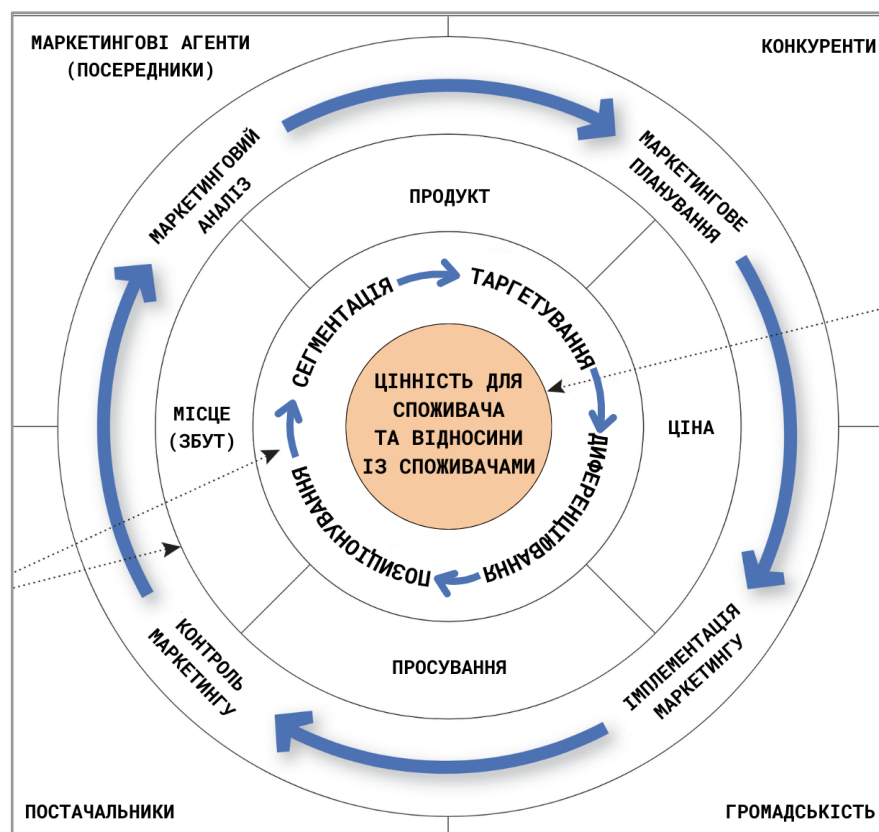 МАРКЕТИНГОВІ АГЕНТИ
(ПОСЕРЕДНИКИ)
КОНКУРЕНТИ
МАРКЕТИНГОВИЙ
АНАЛІЗ
МАРКЕТИНГОВЕ
ПЛАНУВАННЯ
ПРОДУКТ
СЕГМЕНТАЦІЯ
ТАРГЕТУВАННЯ
ЦІННІСТЬ ДЛЯ
СПОЖИВАЧА
ТА ВІДНОСИНИ
ІЗ СПОЖИВАЧАМИ
МІСЦЕ
(ЗБУТ)
ЦІНА
ДИФЕРЕНЦІЮВАННЯ
ПОЗИЦІОНУВАННЯ
ПРОСУВАННЯ
КОНТРОЛЬ
МАРКЕТИНГУ
ІМПЛЕМЕНТАЦІЯ
МАРКЕТИНГУ
ПОСТАЧАЛЬНИКИ
ГРОМАДСЬКІСТЬ